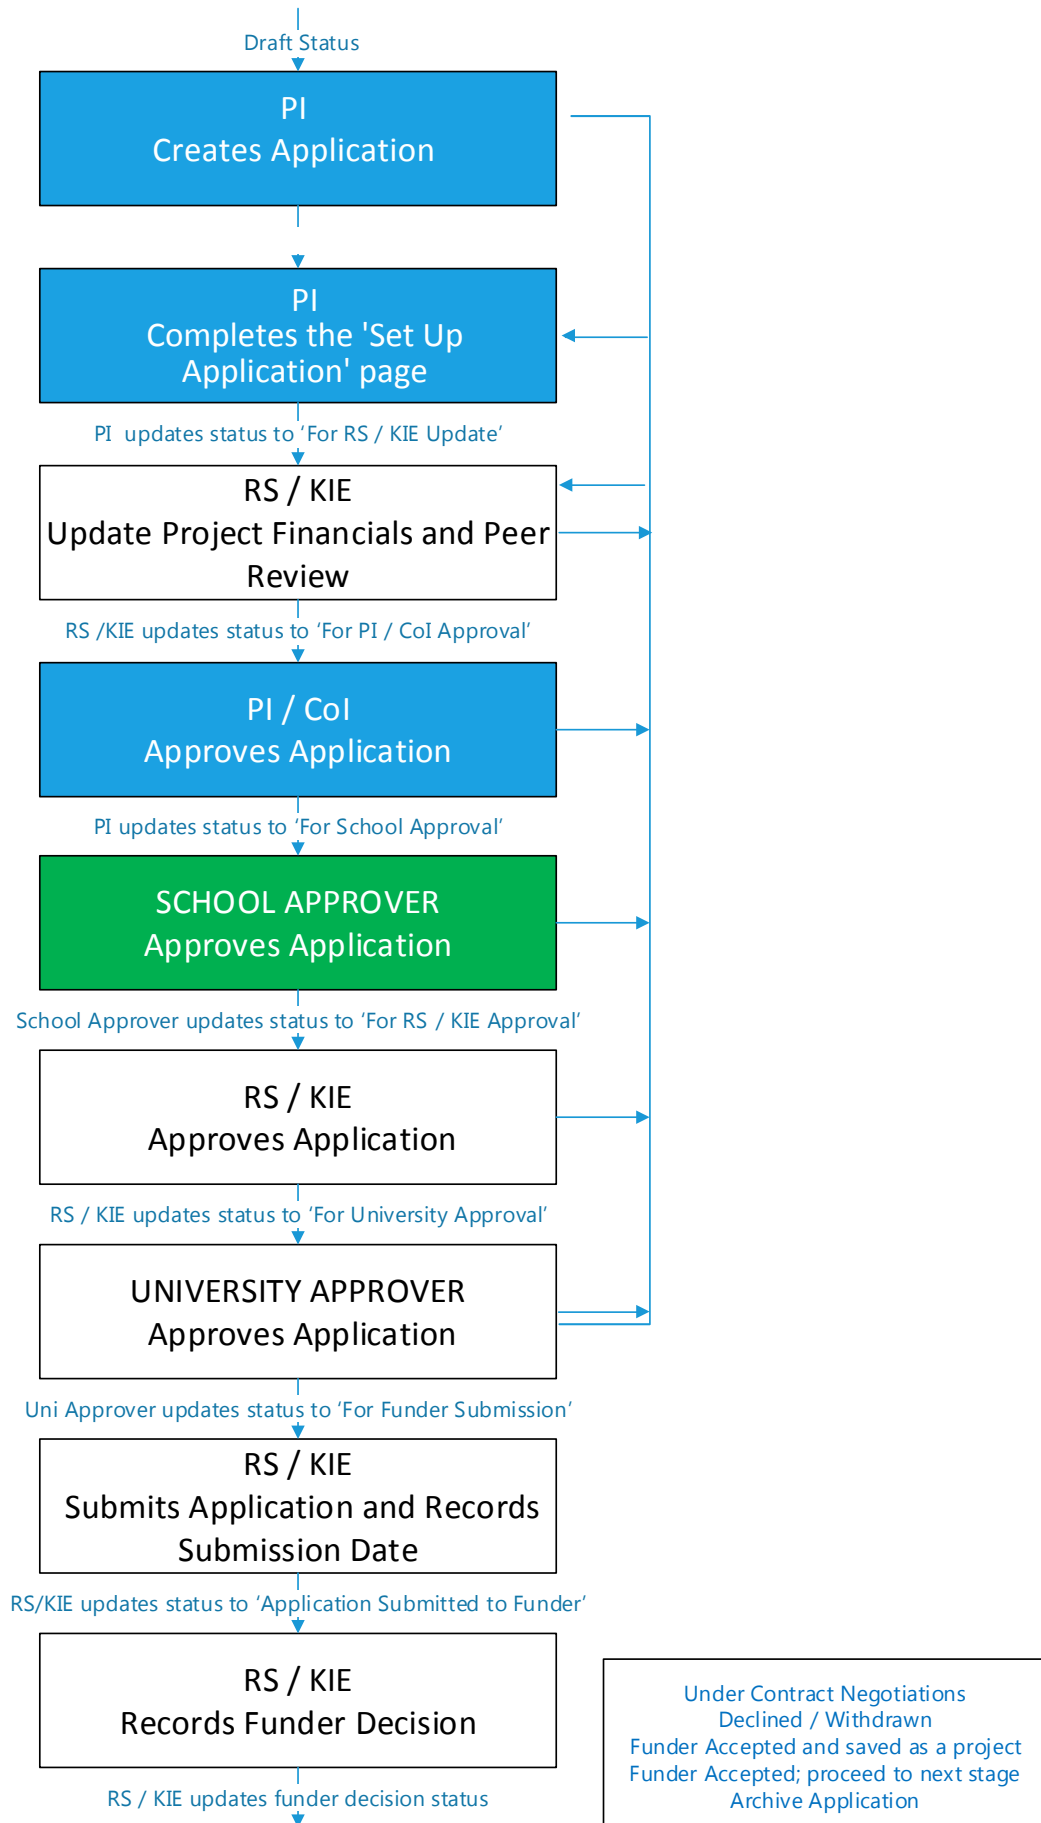 Draft Status
PI
Creates Application
PI
Completes the 'Set Up
Application' page
PI  updates status to ‘For RS / KIE Update’
RS / KIE
Update Project Financials and Peer
Review
RS /KIE updates status to ‘For PI / CoI Approval’
PI / CoI
Approves Application
PI updates status to ‘For School Approval’
SCHOOL APPROVER
Approves Application
School Approver updates status to ‘For RS / KIE Approval’
RS / KIE
Approves Application
RS / KIE updates status to ‘For University Approval’
UNIVERSITY APPROVER
Approves Application
Uni Approver updates status to ‘For Funder Submission’
RS / KIE
Submits Application and Records
Submission Date
RS/KIE updates status to ‘Application Submitted to Funder’
RS / KIE
Records Funder Decision
RS / KIE updates funder decision status
Under Contract Negotiations
Declined / Withdrawn
Funder Accepted and saved as a project
Funder Accepted; proceed to next stage
Archive Application